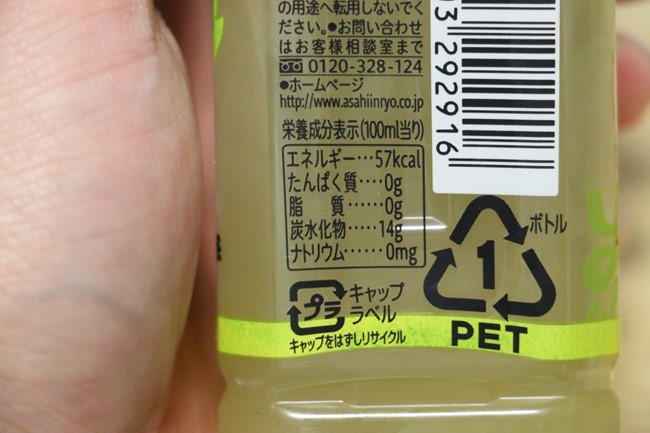 の用途へ転用しないでく
ださい。●お問い合わせ
はお客様相談室まで
0120-328-124
●ホームページ
http://www.asahiinryo.co.jp
栄養成分表示(100ml当り)
エネルギー…57kcal
たんぱく質‥‥0g
脂　質……0g
炭水化物‥‥14g
ナトリウム‥‥0mg
プラ
キャップ
ラベル
キャップをはずしリサイクル
03 292916
1
ボトル
PET